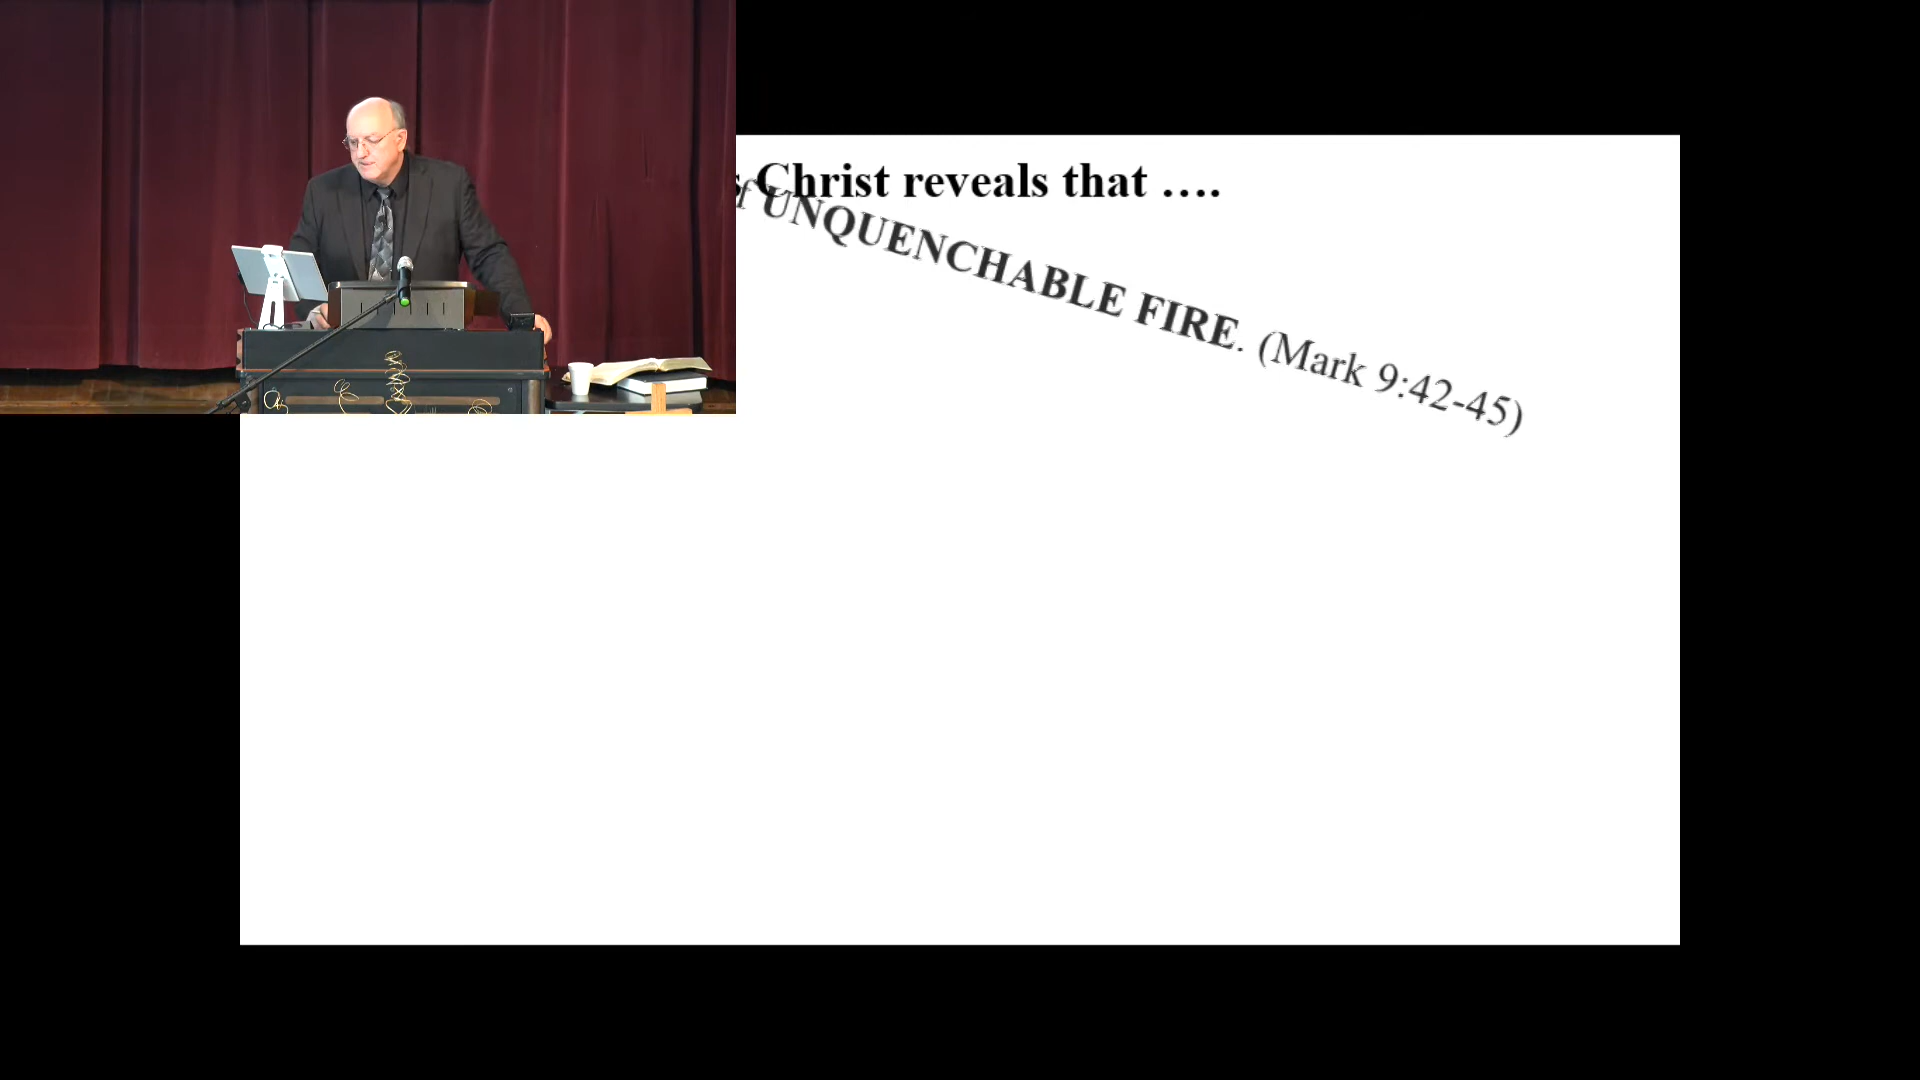 Christ reveals that ….
UNQUENCHABLE FIRE. (Mark 9:42-45)